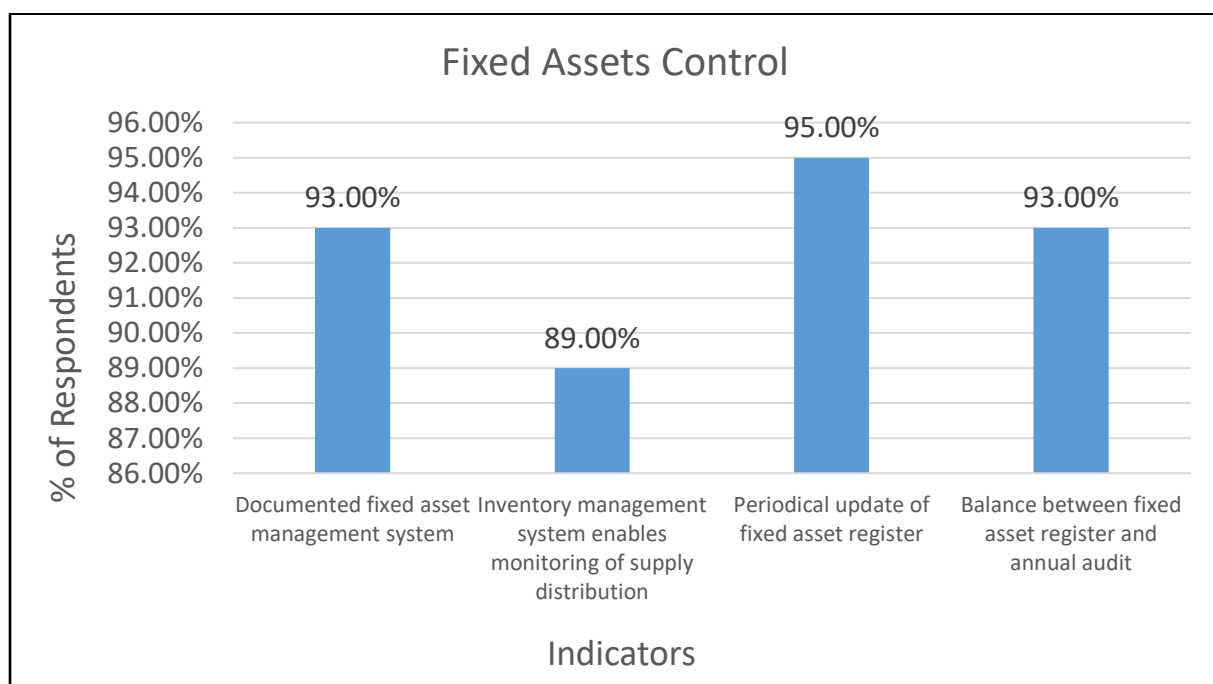 Fixed Assets Control
% of Respondents
96.00%
95.00%
94.00%
93.00%
92.00%
91.00%
90.00%
89.00%
88.00%
87.00%
86.00%
93.00%
89.00%
95.00%
93.00%
Documented fixed asset
management system
Inventory management
system enables
monitoring of supply
distribution
Periodical update of
fixed asset register
Balance between fixed
asset register and
annual audit
Indicators